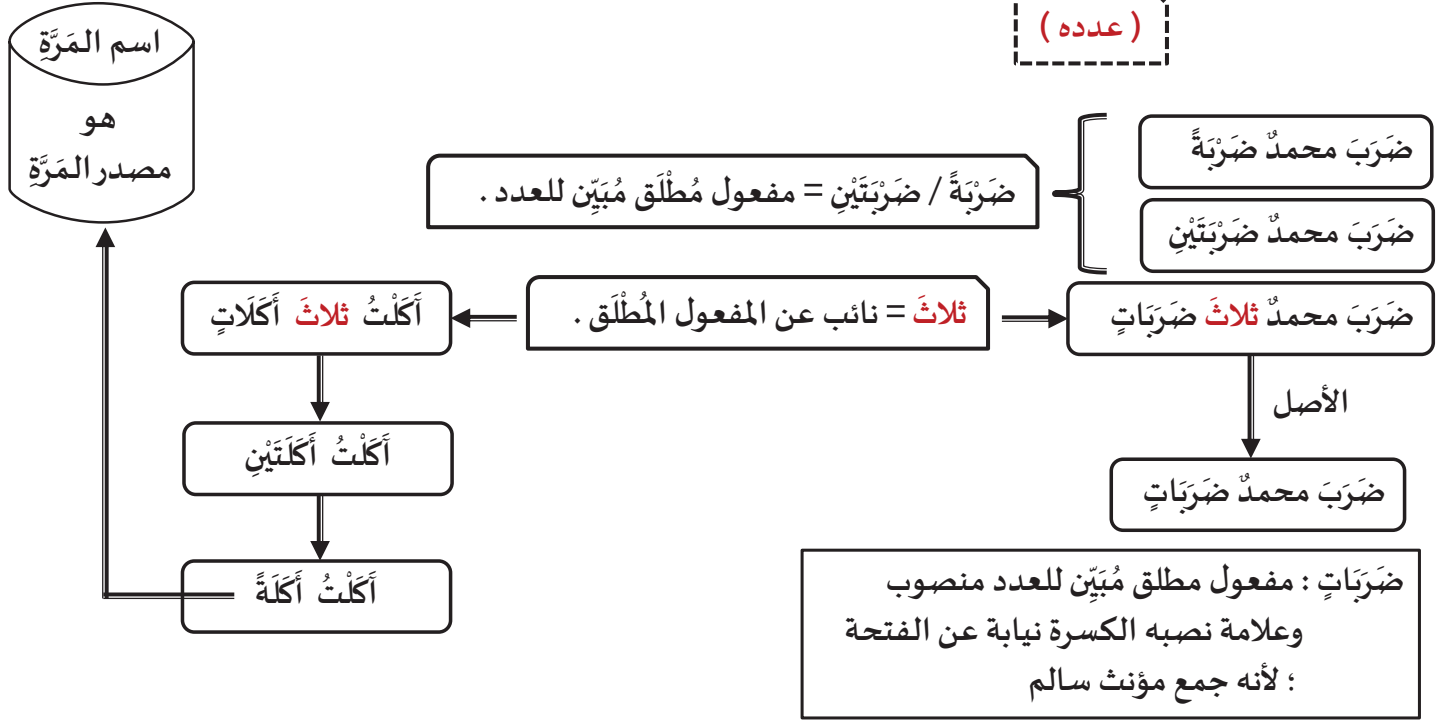 ( عدده )
اسم المَرَّةِ
هو
مصدر المَرَّةِ
ضَرَبَ محمدٌ ضَرْبَةً
ضَرَبَ محمدٌ ضَرْبَتَيْنِ
ضَرْبَةً / ضَرْبَتَيْنِ = مفعول مُطْلَق مُبَيِّن للعدد .
ضَرَبَ محمدٌ ثلاثَ ضَرَبَاتٍ
ثلاثَ = نائب عن المفعول المُطْلَق .
آَكَلْتُ ثلاثَ أَكَلَاتٍ
الأصل
ضَرَبَ محمدٌ ضَرَبَاتٍ
آَكَلْتُ أَكَلَتَيْنِ
آَكَلْتُ أَكَلَةً
ضَرَبَاتٍ : مفعول مطلق مُبَيِّن للعدد منصوب
وعلامة نصبه الكسرة نيابة عن الفتحة
؛ لأنه جمع مؤنث سالم